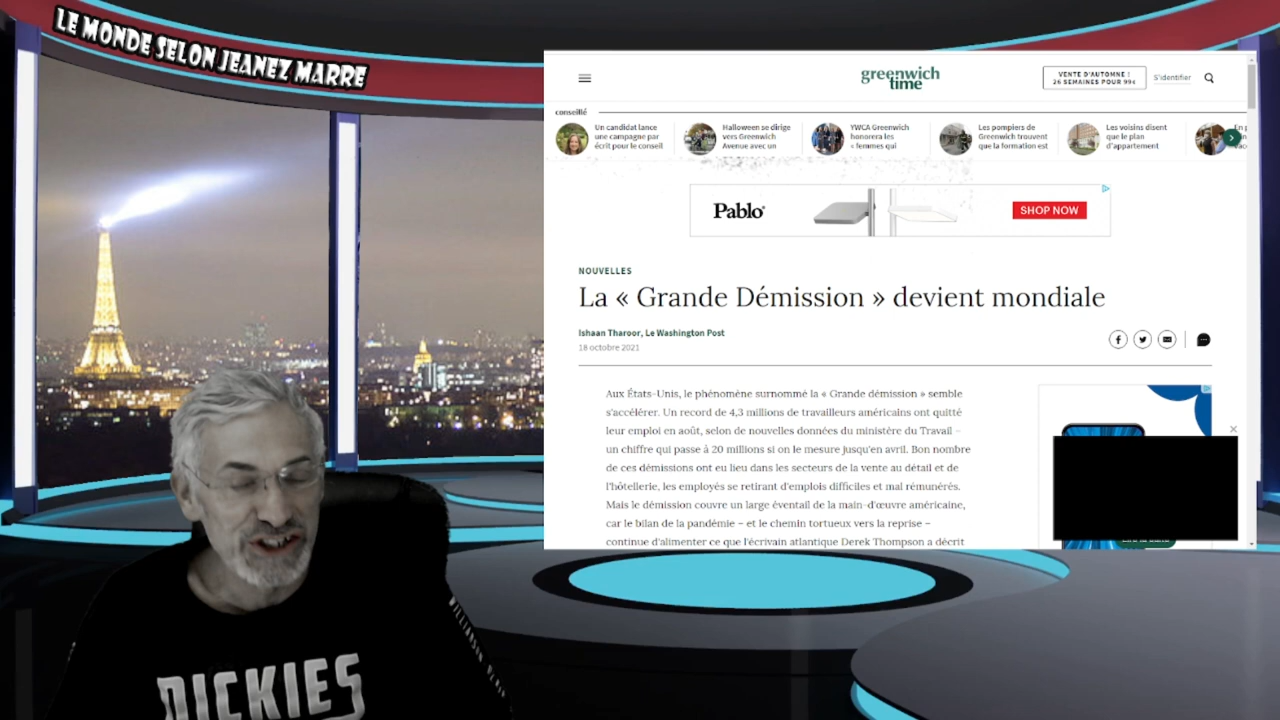 LE MONDE SELON JEANEZ MARRE
greenwich
time
VENTE D'AUTOMNE :
26 SEMAINES POUR 99¢
S'identifier
conseillé
Un candidat lance
une campagne par
écrit pour le conseil
Halloween se dirige
vers Greenwich
Avenue avec un
YWCA Greenwich
honorera les
« femmes qui
Les pompiers de
Greenwich trouvent
que la formation est
Les voisins disent
que le plan
d'appartement
En p
vac
Pablo
SHOP NOW
NOUVELLES
La « Grande Démission » devient mondiale
Ishaan Tharoor, Le Washington Post
18 octobre 2021
Aux États-Unis, le phénomène surnommé la « Grande démission » semble
s'accélérer. Un record de 4,3 millions de travailleurs américains ont quitté
leur emploi en août, selon de nouvelles données du ministère du Travail –
un chiffre qui passe à 20 millions si on le mesure jusqu'en avril. Bon nombre
de ces démissions ont eu lieu dans les secteurs de la vente au détail et de
l'hôtellerie, les employés se retirant d'emplois difficiles et mal rémunérés.
Mais le démission couvre un large éventail de la main-d'œuvre américaine,
car le bilan de la pandémie – et le chemin tortueux vers la reprise –
continue d'alimenter ce que l'écrivain atlantique Derek Thompson a décrit
DICKIES